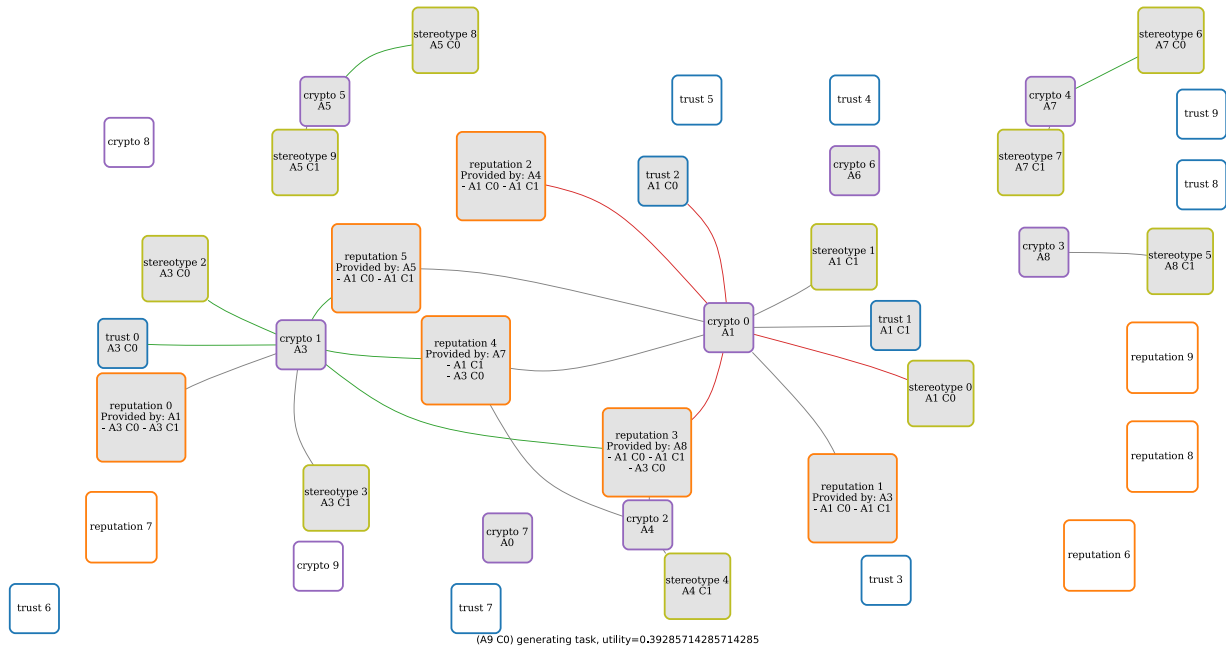 stereotype 8
A5 C0
stereotype 6
A7 C0
crypto 5
A5
trust 5
trust 4
crypto 4
A7
trust 9
crypto 8
stereotype 9
A5 C1
reputation 2
Provided by: A4
- A1 C0 - A1 C1
trust 2
A1 C0
crypto 6
A6
stereotype 7
A7 C1
trust 8
stereotype 2
A3 C0
reputation 5
Provided by: A5
- A1 C0 - A1 C1
stereotype 1
A1 C1
crypto 3
A8
stereotype 5
A8 C1
trust 0
A3 C0
crypto 1
A3
reputation 4
Provided by: A7
- A1 C1
- A3 C0
crypto 0
A1
trust 1
A1 C1
reputation 9
stereotype 0
A1 C0
reputation 0
Provided by: A1
- A3 C0 - A3 C1
reputation 3
Provided by: A8
- A1 C0 - A1 C1
- A3 C0
reputation 8
stereotype 3
A3 C1
reputation 1
Provided by: A3
- A1 C0 - A1 C1
reputation 7
crypto 7
A0
crypto 2
A4
reputation 6
crypto 9
stereotype 4
A4 C1
trust 3
trust 6
trust 7
(A9 C0) generating task, utility=0.39285714285714285